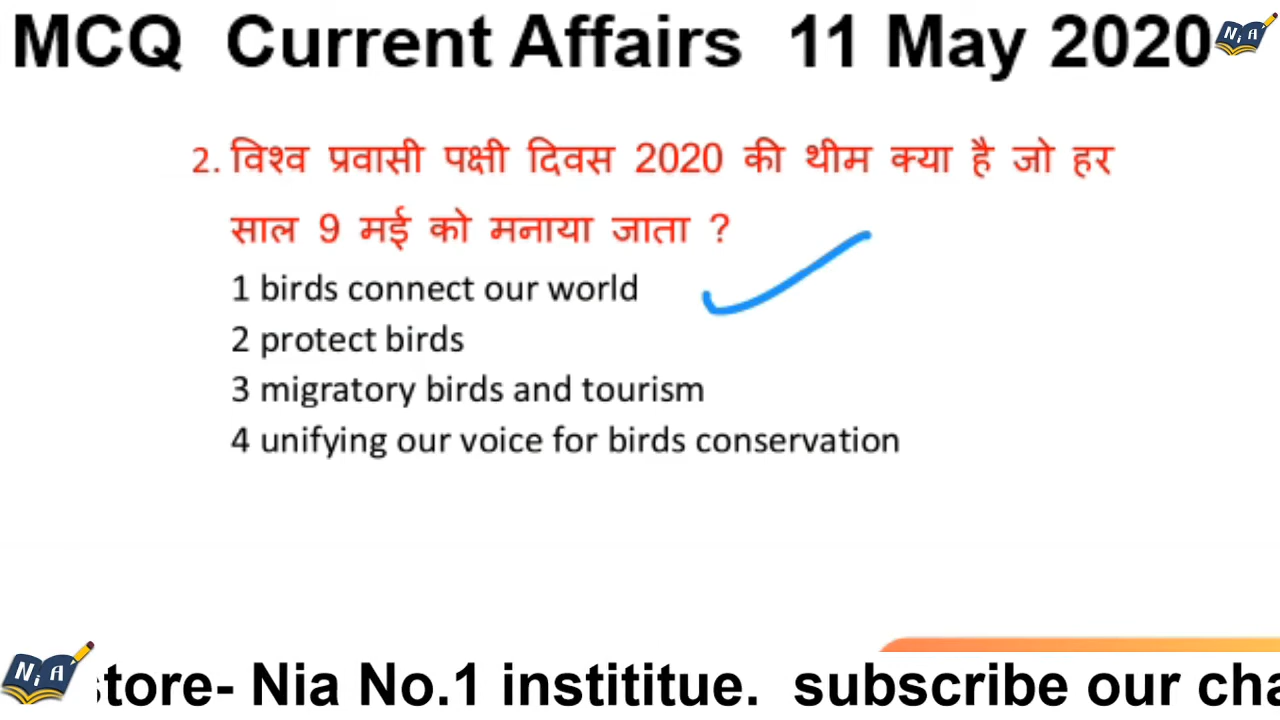 MCQ Current Affairs 11 May 2020
NiA
2. विश्व प्रवासी पक्षी दिवस 2020 की थीम क्या है जो हर
साल 9 मई को मनाया जाता ?
1 birds connect our world
2 protect birds
3 migratory birds and tourism
4 unifying our voice for birds conservation
NiA
store- Nia No.1 instititue. subscribe our cha